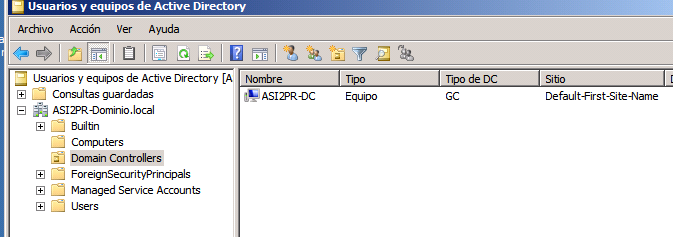 Usuarios y equipos de Active Directory
Archivo Acción Ver Ayuda
Usuarios y equipos de Active Directory [A
Consultas guardadas
ASI2PR-Dominio.local
Builtin
Computers
Domain Controllers
ForeignSecurityPrincipals
Managed Service Accounts
Users
Nombre Tipo Tipo de DC Sitio D
ASI2PR-DC Equipo GC Default-First-Site-Name